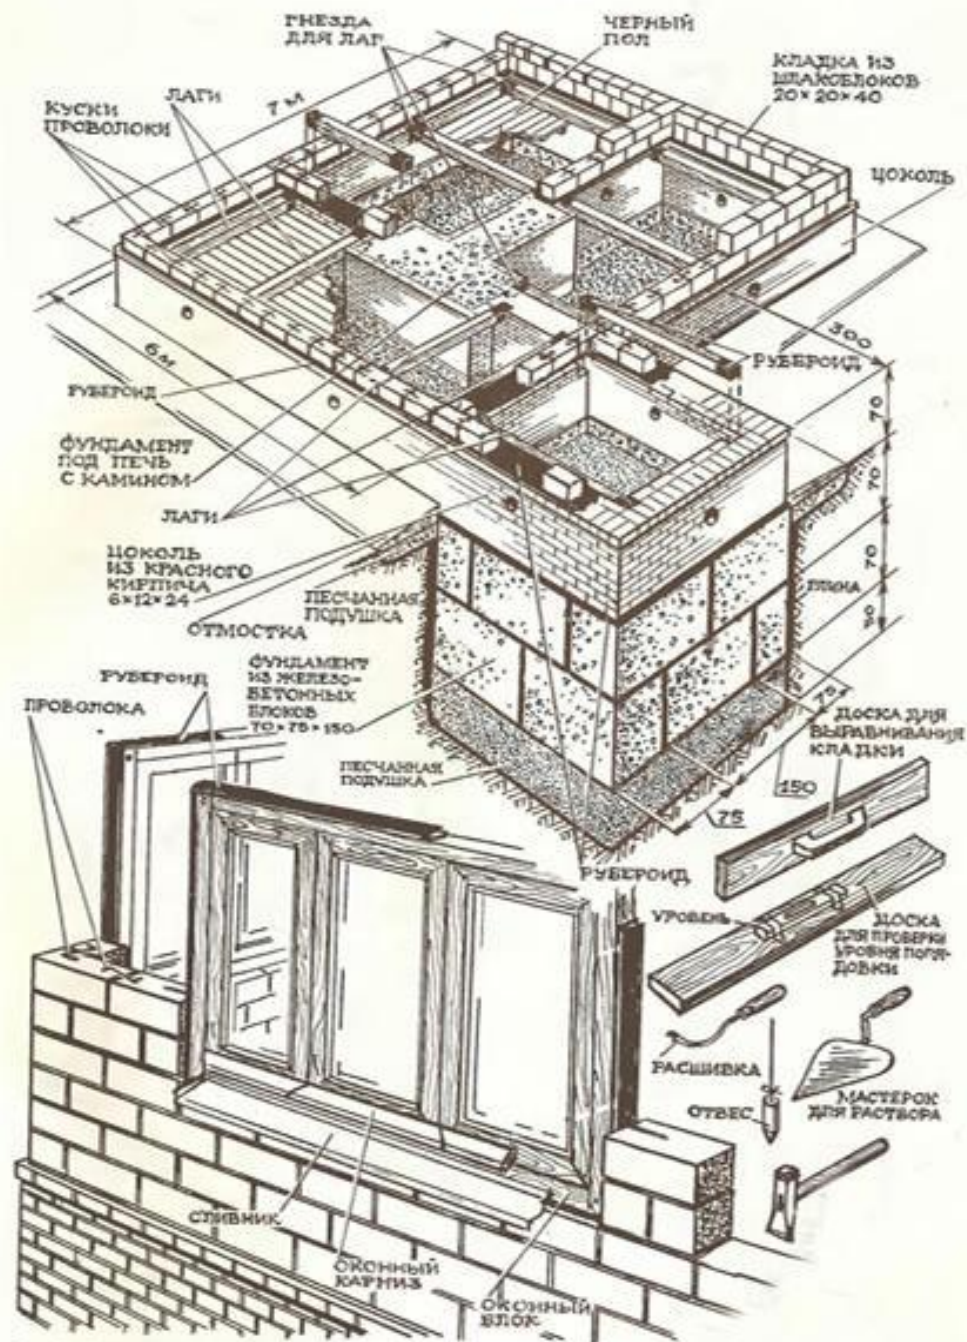 ГНЕЗДА
ДЛЯ ЛАГ
ЧЕРНЫЙ
ПОЛ
КЛАДКА ИЗ
ШЛАКОБЛОКОВ
20×20×40
КУСКИ
ПРОВОЛОКИ
ЛАГИ
7 М
ЦОКОЛЬ
6 М
300
РУБЕРОИД
РУБЕРОИД
70
70
70
ФУНДАМЕНТ
ПОД ПЕЧЬ
С КАМИНОМ
ЛАГИ
ЦОКОЛЬ
ИЗ КРАСНОГО
КИРПИЧА
6×12×24
ОТМОСТКА
ПЕСЧАННАЯ
ПОДУШКА
ГЛИНА
РУБЕРОИД
ПРОВОЛОКА
ФУНДАМЕНТ
ИЗ ЖЕЛЕЗО-
БЕТОННЫХ
БЛОКОВ
70×75×150
ПЕСЧАННАЯ
ПОДУШКА
75
150
75
РУБЕРОИД
ДОСКА ДЛЯ
ВЫРАВНИВАНИЯ
КЛАДКИ
УРОВЕНЬ
ДОСКА
ДЛЯ ПРОВЕРКИ
УРОВНЯ ПОРЯ-
ДОВКИ
РАСШИВКА
ОТВЕС
МАСТЕРОК
ДЛЯ РАСТВОРА
СЛИВНИК
ОКОННЫЙ
КАРНИЗ
ОКОННЫЙ
БЛОК